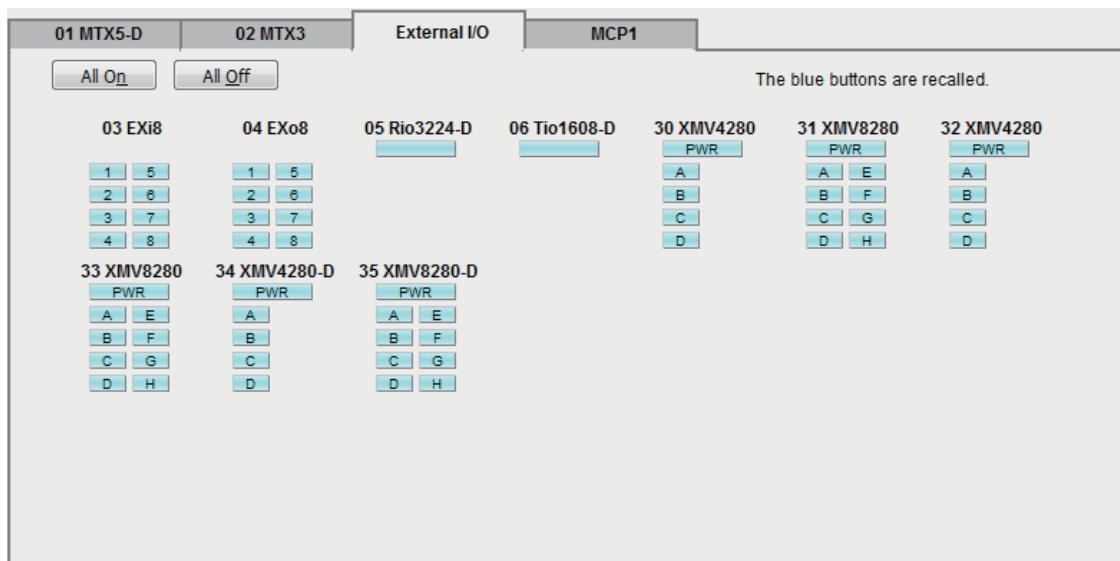 01 MTX5-D 02 MTX3 External I/O MCP1
All On All Off The blue buttons are recalled.
03 EXi8 04 EXo8 05 Rio3224-D 06 Tio1608-D 30 XMV4280 31 XMV8280 32 XMV4280
PWR PWR PWR
1 5 1 5 A A E A
2 6 2 6 B B F B
3 7 3 7 C C G C
4 8 4 8 D D H D
33 XMV8280 34 XMV4280-D 35 XMV8280-D
PWR PWR PWR
A E A A E
B F B B F
C G C C G
D H D D H